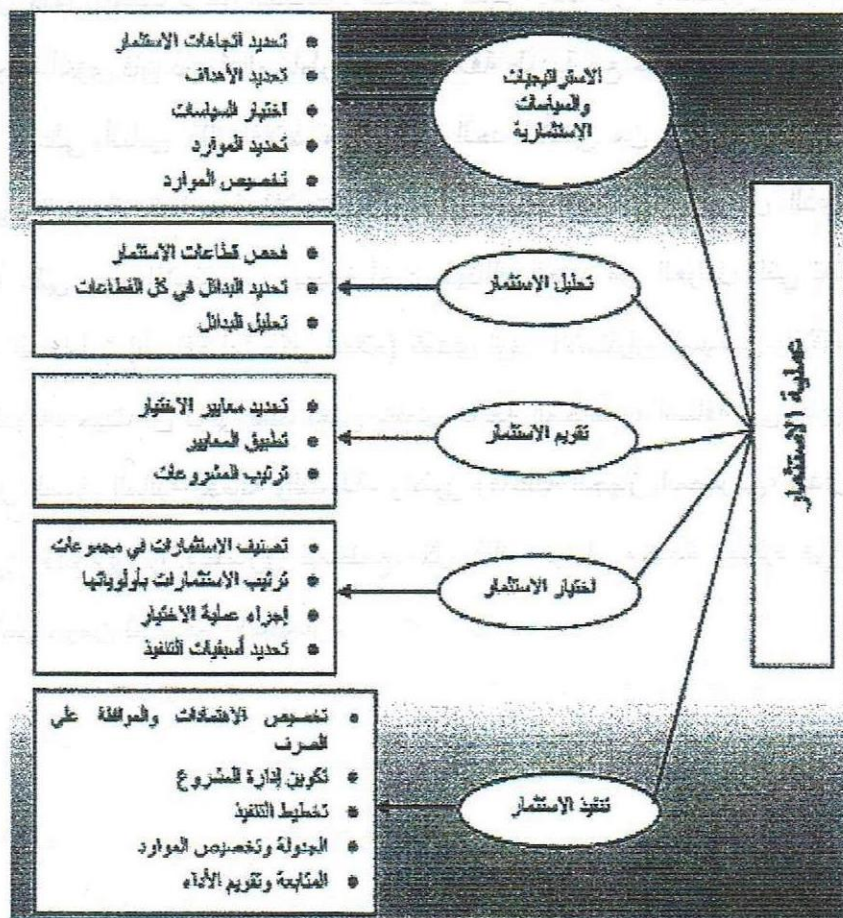 عملية الاستثمار
الاستراتيجيات
والسياسات
الاستثمارية
• تحديد اتجاهات الاستثمار
• تحديد الأهداف
• اختيار السياسات
• تحديد الموارد
• تخصيص الموارد
تحليل الاستثمار
• فحص قطاعات الاستثمار
• تحديد البدائل في كل القطاعات
• تحليل البدائل
تقويم الاستثمار
• تحديد معايير الاختيار
• تطبيق المعايير
• ترتيب المشروعات
اختيار الاستثمار
• تصنيف الاستثمارات في مجموعات
• ترتيب الاستثمارات بأولوياتها
• إجراء عملية الاختيار
• تحديد أسبقيات التنفيذ
تنفيذ الاستثمار
• تخصيص الاعتمادات والموافقة على
الصرف
• تكوين إدارة المشروع
• تخطيط التنفيذ
• الجدولة وتخصيص الموارد
• المتابعة وتقويم الأداء